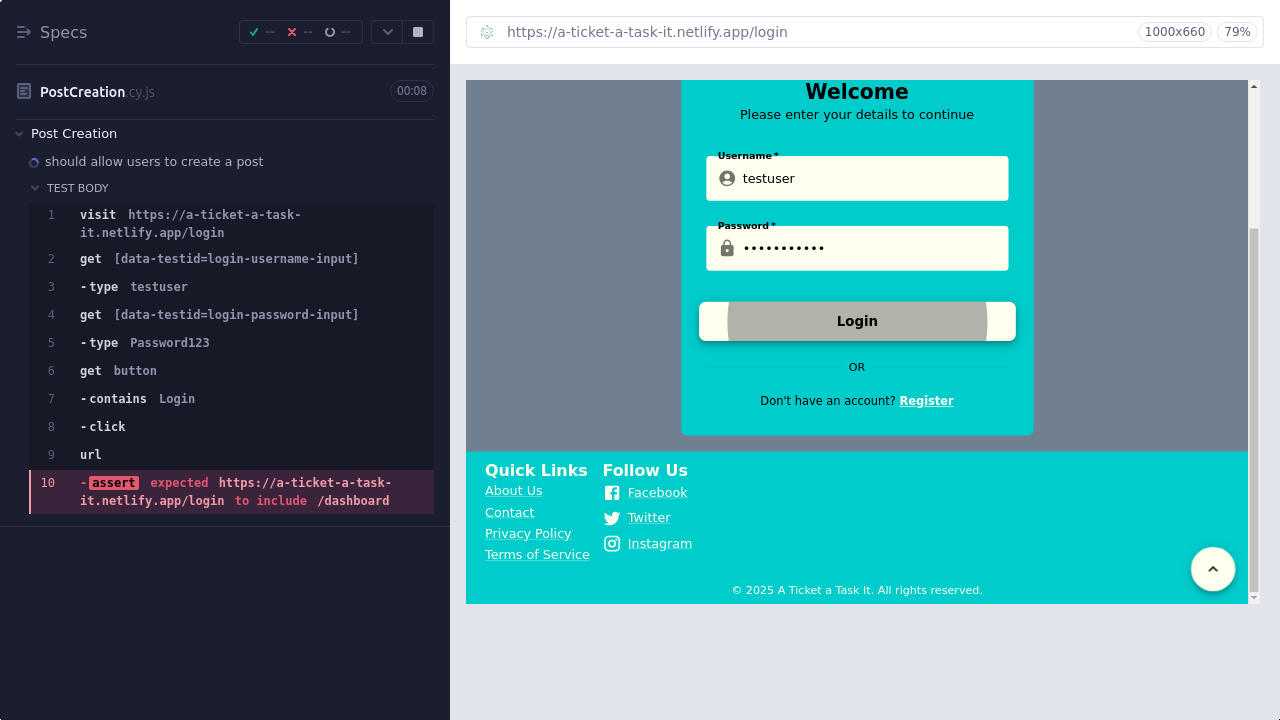 Specs
--
--
--
PostCreation.cy.js
00:08
Post Creation
should allow users to create a post
TEST BODY
1 visit https://a-ticket-a-task-
it.netlify.app/login
2 get [data-testid=login-username-input]
3 -type testuser
4 get [data-testid=login-password-input]
5 -type Password123
6 get button
7 -contains Login
8 -click
9 url
10 -assert expected https://a-ticket-a-task-
it.netlify.app/login to include /dashboard
https://a-ticket-a-task-it.netlify.app/login
1000x660
79%
Welcome
Please enter your details to continue
Username *
testuser
Password *
•••••••••••
Login
OR
Don't have an account? Register
Quick Links
About Us
Contact
Privacy Policy
Terms of Service
Follow Us
Facebook
Twitter
Instagram
© 2025 A Ticket a Task It. All rights reserved.